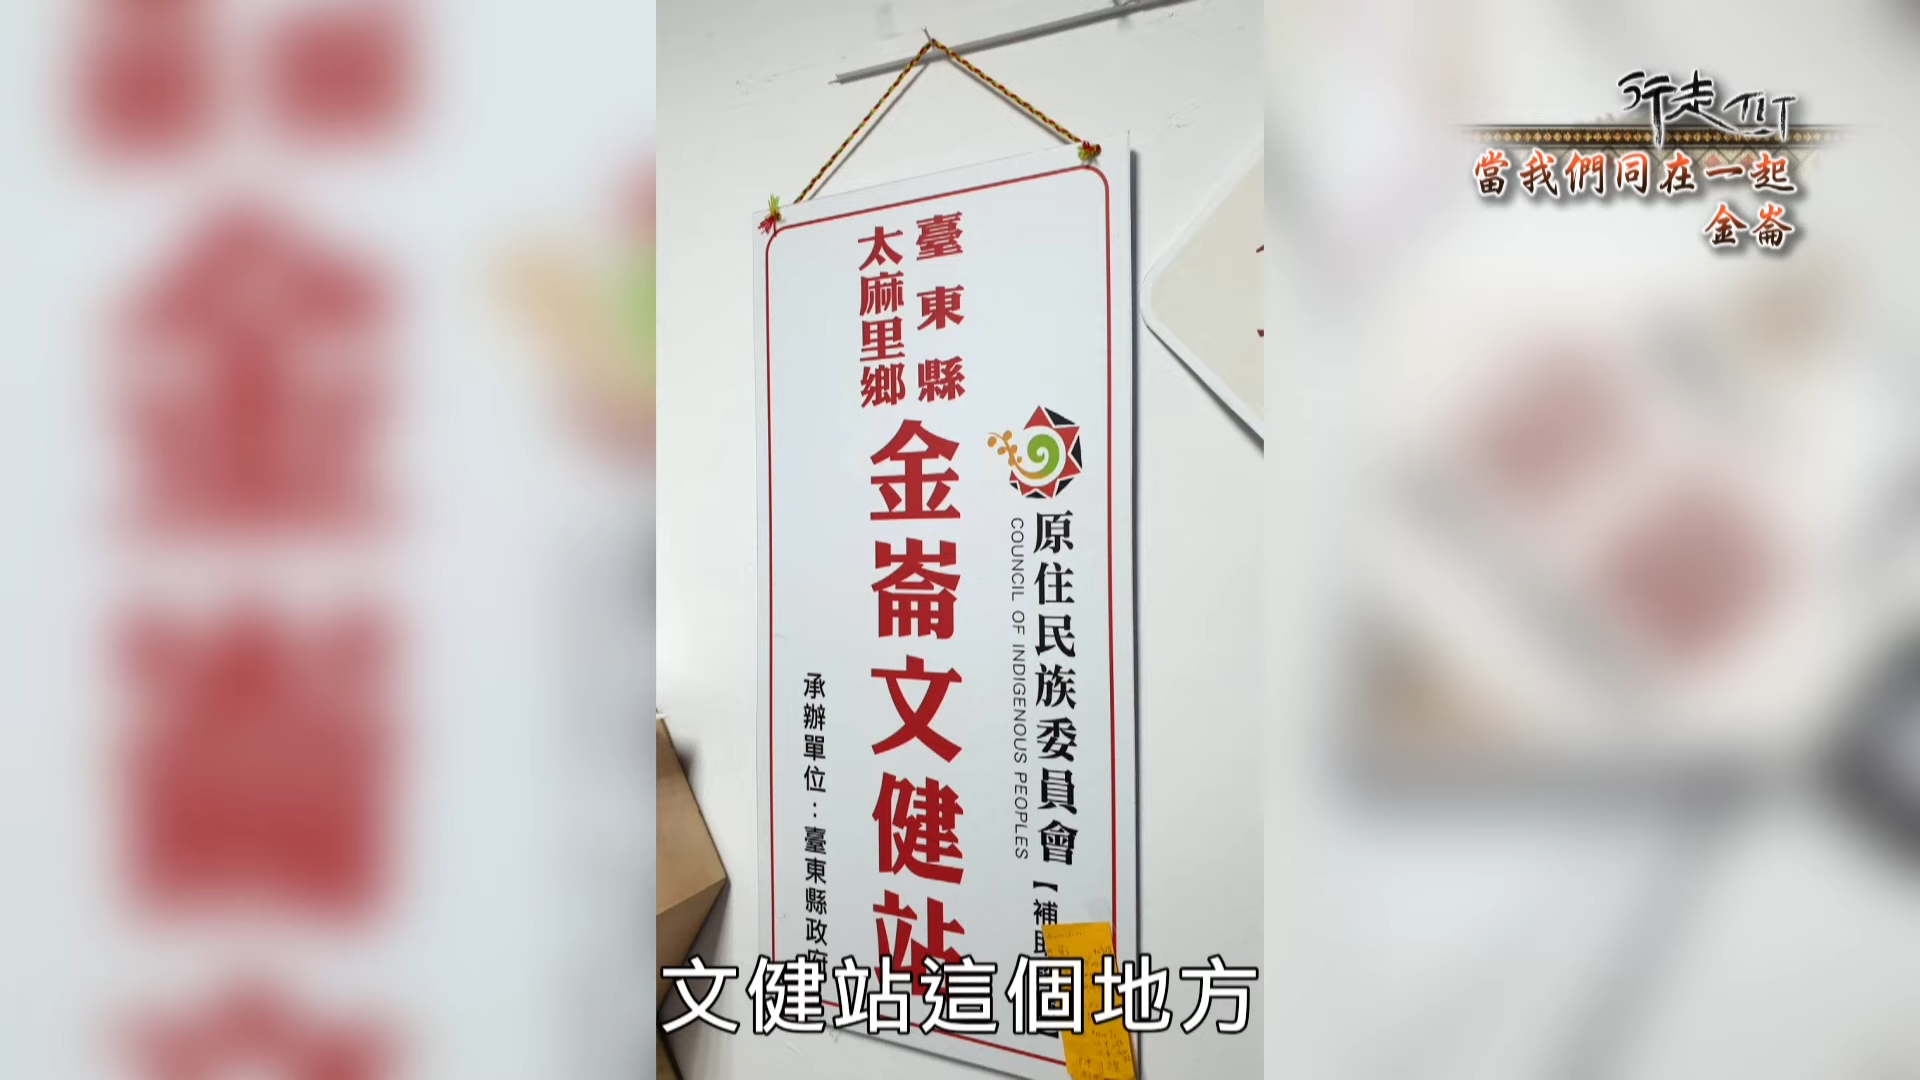 行走TIT
當我們同在一起
金崙
臺東縣
太麻里鄉
金崙文健站
原住民族委員會
COUNCIL OF INDIGENOUS PEOPLES
【補
承辦單位：臺東縣政府
文健站這個地方